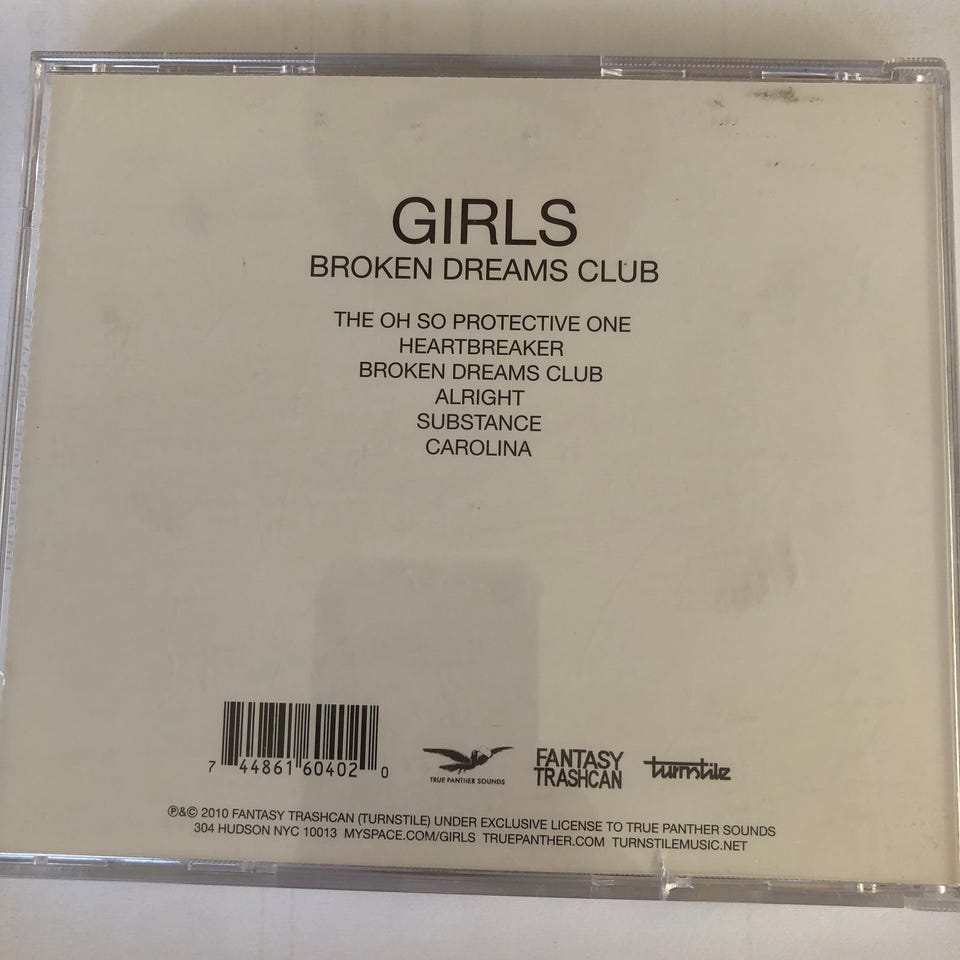 GIRLS
BROKEN DREAMS CLUB
THE OH SO PROTECTIVE ONE
HEARTBREAKER
BROKEN DREAMS CLUB
ALRIGHT
SUBSTANCE
CAROLINA
7 44861 60402 0
TRUE PANTHER SOUNDS
FANTASY
TRASHCAN
turnstile
℗&© 2010 FANTASY TRASHCAN (TURNSTILE) UNDER EXCLUSIVE LICENSE TO TRUE PANTHER SOUNDS
304 HUDSON NYC 10013 MYSPACE.COM/GIRLS TRUEPANTHER.COM TURNSTILEMUSIC.NET